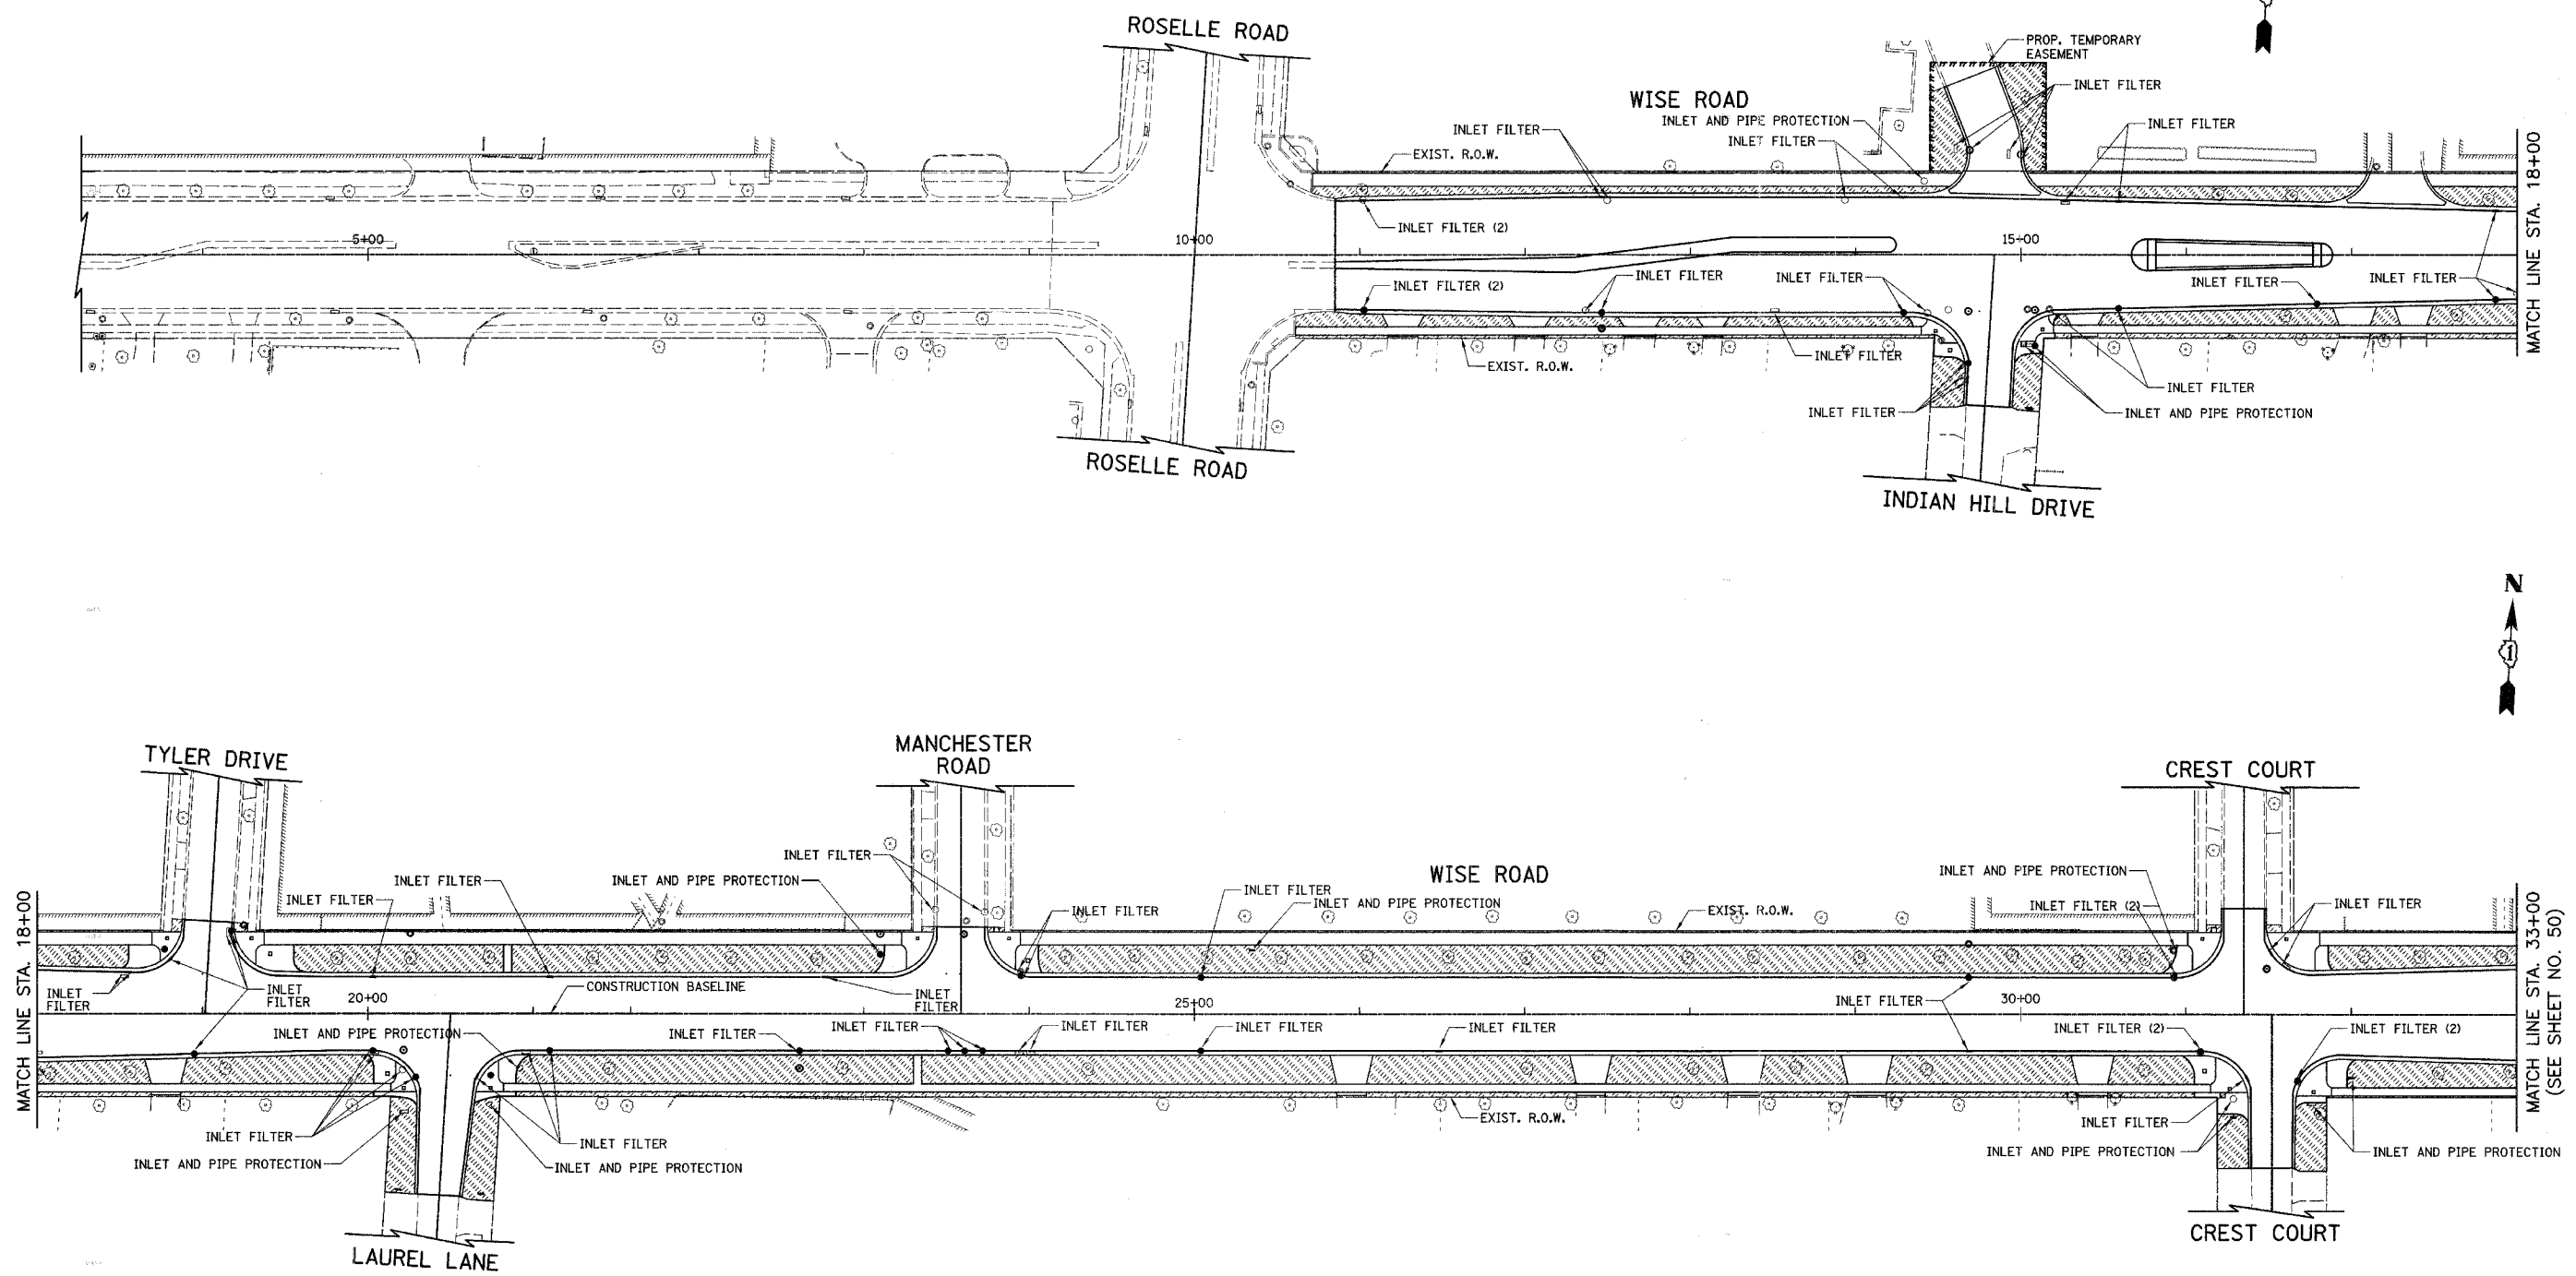 ROSELLE ROAD
PROP. TEMPORARY
EASEMENT
INLET FILTER
WISE ROAD
INLET AND PIPE PROTECTION
INLET FILTER
INLET FILTER
INLET FILTER
EXIST. R.O.W.
MATCH LINE STA. 18+00
INLET FILTER (2)
5+00
10+00
15+00
INLET FILTER
INLET FILTER
INLET FILTER
INLET FILTER
INLET FILTER (2)
INLET FILTER
EXIST. R.O.W.
INLET FILTER
INLET FILTER
INLET AND PIPE PROTECTION
ROSELLE ROAD
INDIAN HILL DRIVE
N
1
TYLER DRIVE
MANCHESTER
ROAD
CREST COURT
INLET FILTER
WISE ROAD
INLET AND PIPE PROTECTION
INLET FILTER
INLET AND PIPE PROTECTION
INLET FILTER
INLET FILTER
INLET AND PIPE PROTECTION
INLET FILTER
EXIST. R.O.W.
INLET FILTER (2)
INLET FILTER
MATCH LINE STA. 18+00
MATCH LINE STA. 33+00
(SEE SHEET NO. 50)
INLET
FILTER
INLET
FILTER
CONSTRUCTION BASELINE
INLET
FILTER
20+00
25+00
INLET FILTER
30+00
INLET AND PIPE PROTECTION
INLET FILTER
INLET FILTER
INLET FILTER
INLET FILTER
INLET FILTER
INLET FILTER (2)
INLET FILTER (2)
EXIST. R.O.W.
INLET FILTER
INLET FILTER
INLET FILTER
INLET AND PIPE PROTECTION
INLET AND PIPE PROTECTION
INLET AND PIPE PROTECTION
INLET AND PIPE PROTECTION
LAUREL LANE
CREST COURT